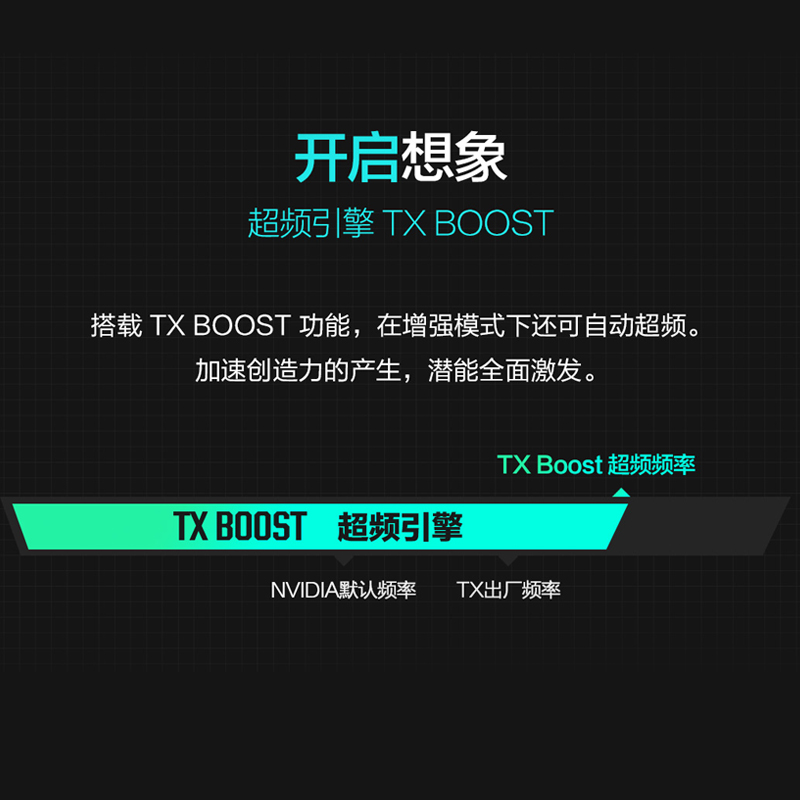 开启想象
超频引擎 TX BOOST
搭载 TX BOOST 功能，在增强模式下还可自动超频。
加速创造力的产生，潜能全面激发。
TX Boost 超频频率
TX BOOST 超频引擎
NVIDIA默认频率 TX出厂频率